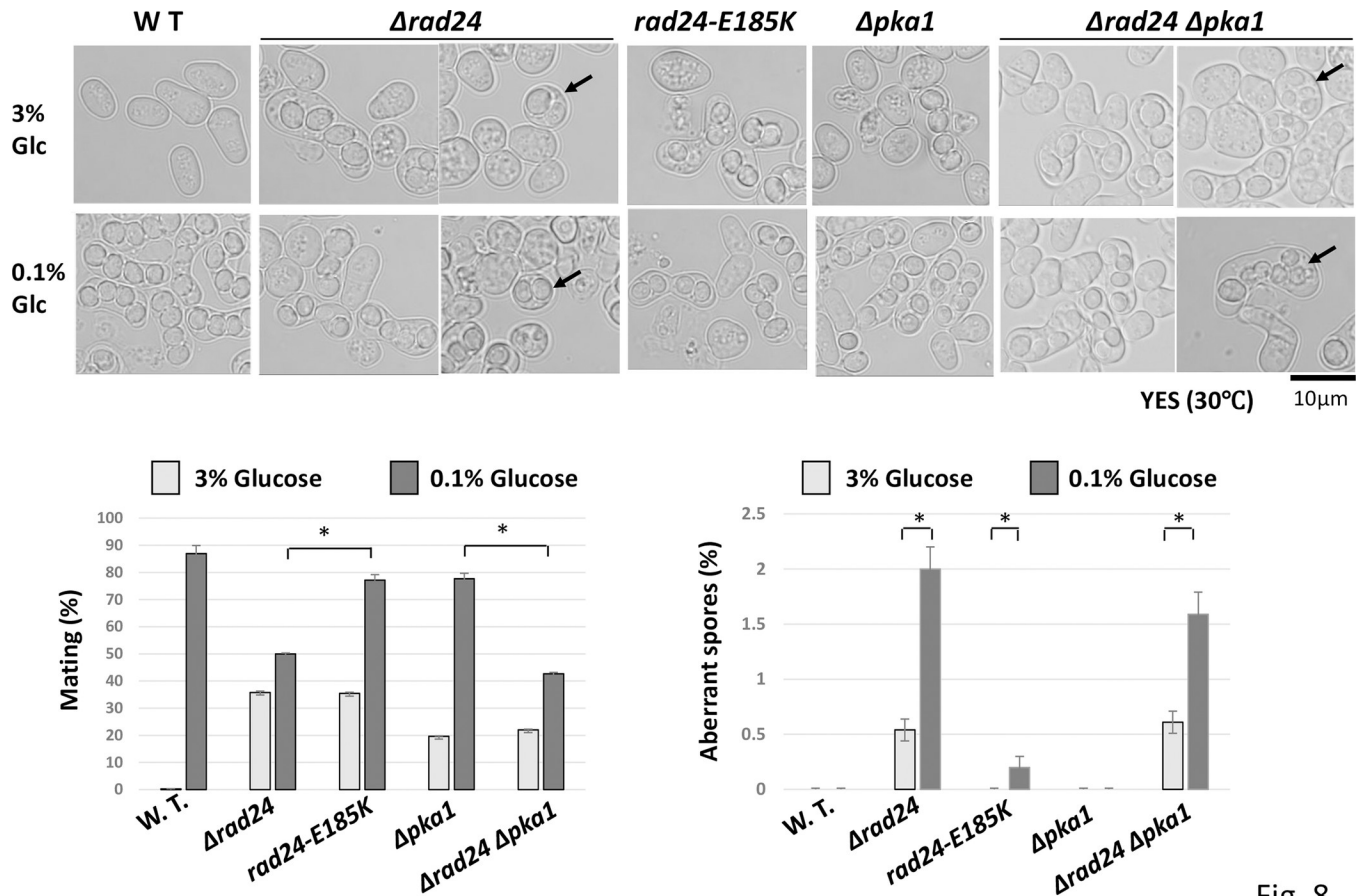 W T Δrad24 rad24-E185K Δpka1 Δrad24 Δpka1
3%
Glc
0.1%
Glc
YES (30℃) 10μm
3% Glucose 0.1% Glucose
Mating (%)
100
90
80
70
60
50
40
30
20
10
0
* *
W. T. Δrad24 rad24-E185K Δpka1 Δrad24 Δpka1
3% Glucose 0.1% Glucose
Aberrant spores (%)
2.5
2
1.5
1
0.5
0
* * *
W. T. Δrad24 rad24-E185K Δpka1 Δrad24 Δpka1